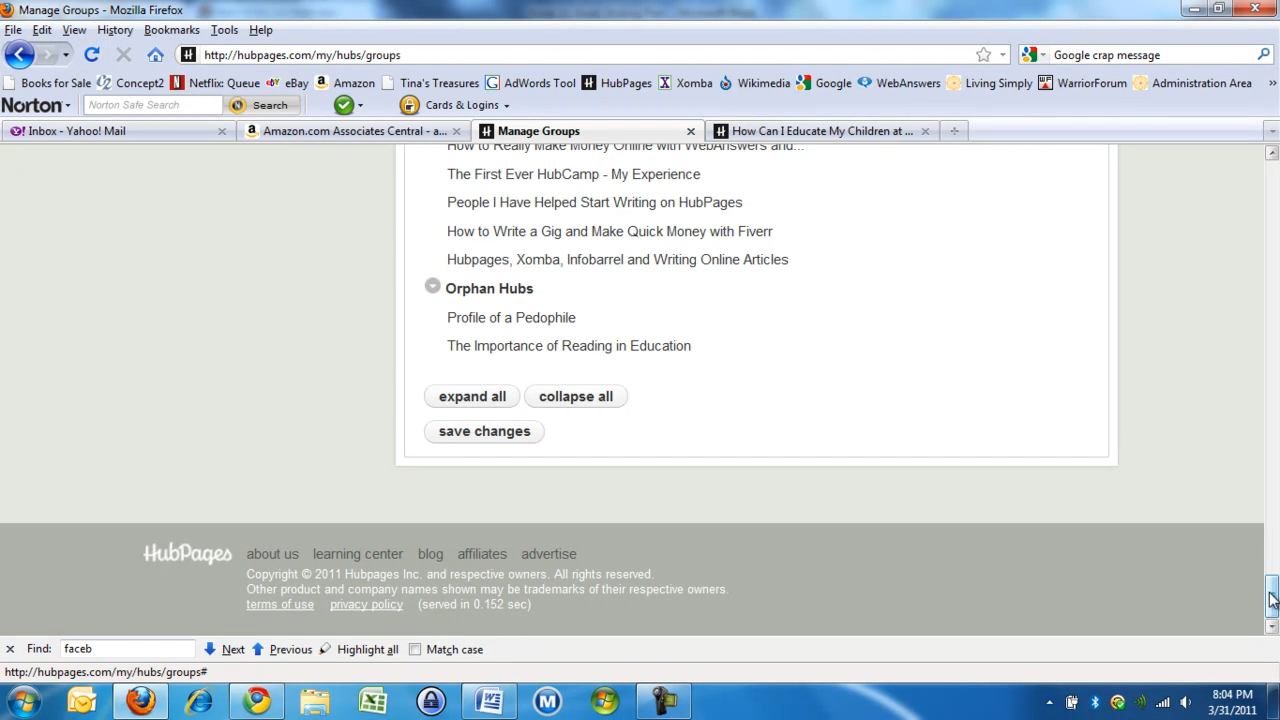 Manage Groups - Mozilla Firefox
File Edit View History Bookmarks Tools Help
http://hubpages.com/my/hubs/groups
Google crap message
Books for Sale Concept2 Netflix Queue eBay Amazon Tina's Treasures AdWords Tool HubPages Xomba Wikimedia Google WebAnswers Living Simply WarriorForum Administration Area »
Norton Norton Safe Search Search Cards & Logins
Inbox - Yahoo! Mail
Amazon.com Associates Central - a...
Manage Groups
How Can I Educate My Children at ...
How to Really Make Money Online with WebAnswers and...
The First Ever HubCamp - My Experience
People I Have Helped Start Writing on HubPages
How to Write a Gig and Make Quick Money with Fiverr
Hubpages, Xomba, Infobarrel and Writing Online Articles
Orphan Hubs
Profile of a Pedophile
The Importance of Reading in Education
expand all collapse all
save changes
HubPages about us learning center blog affiliates advertise
Copyright © 2011 Hubpages Inc. and respective owners. All rights reserved.
Other product and company names shown may be trademarks of their respective owners.
terms of use privacy policy (served in 0.152 sec)
Find: faceb Next Previous Highlight all Match case
http://hubpages.com/my/hubs/groups#
8:04 PM
3/31/2011